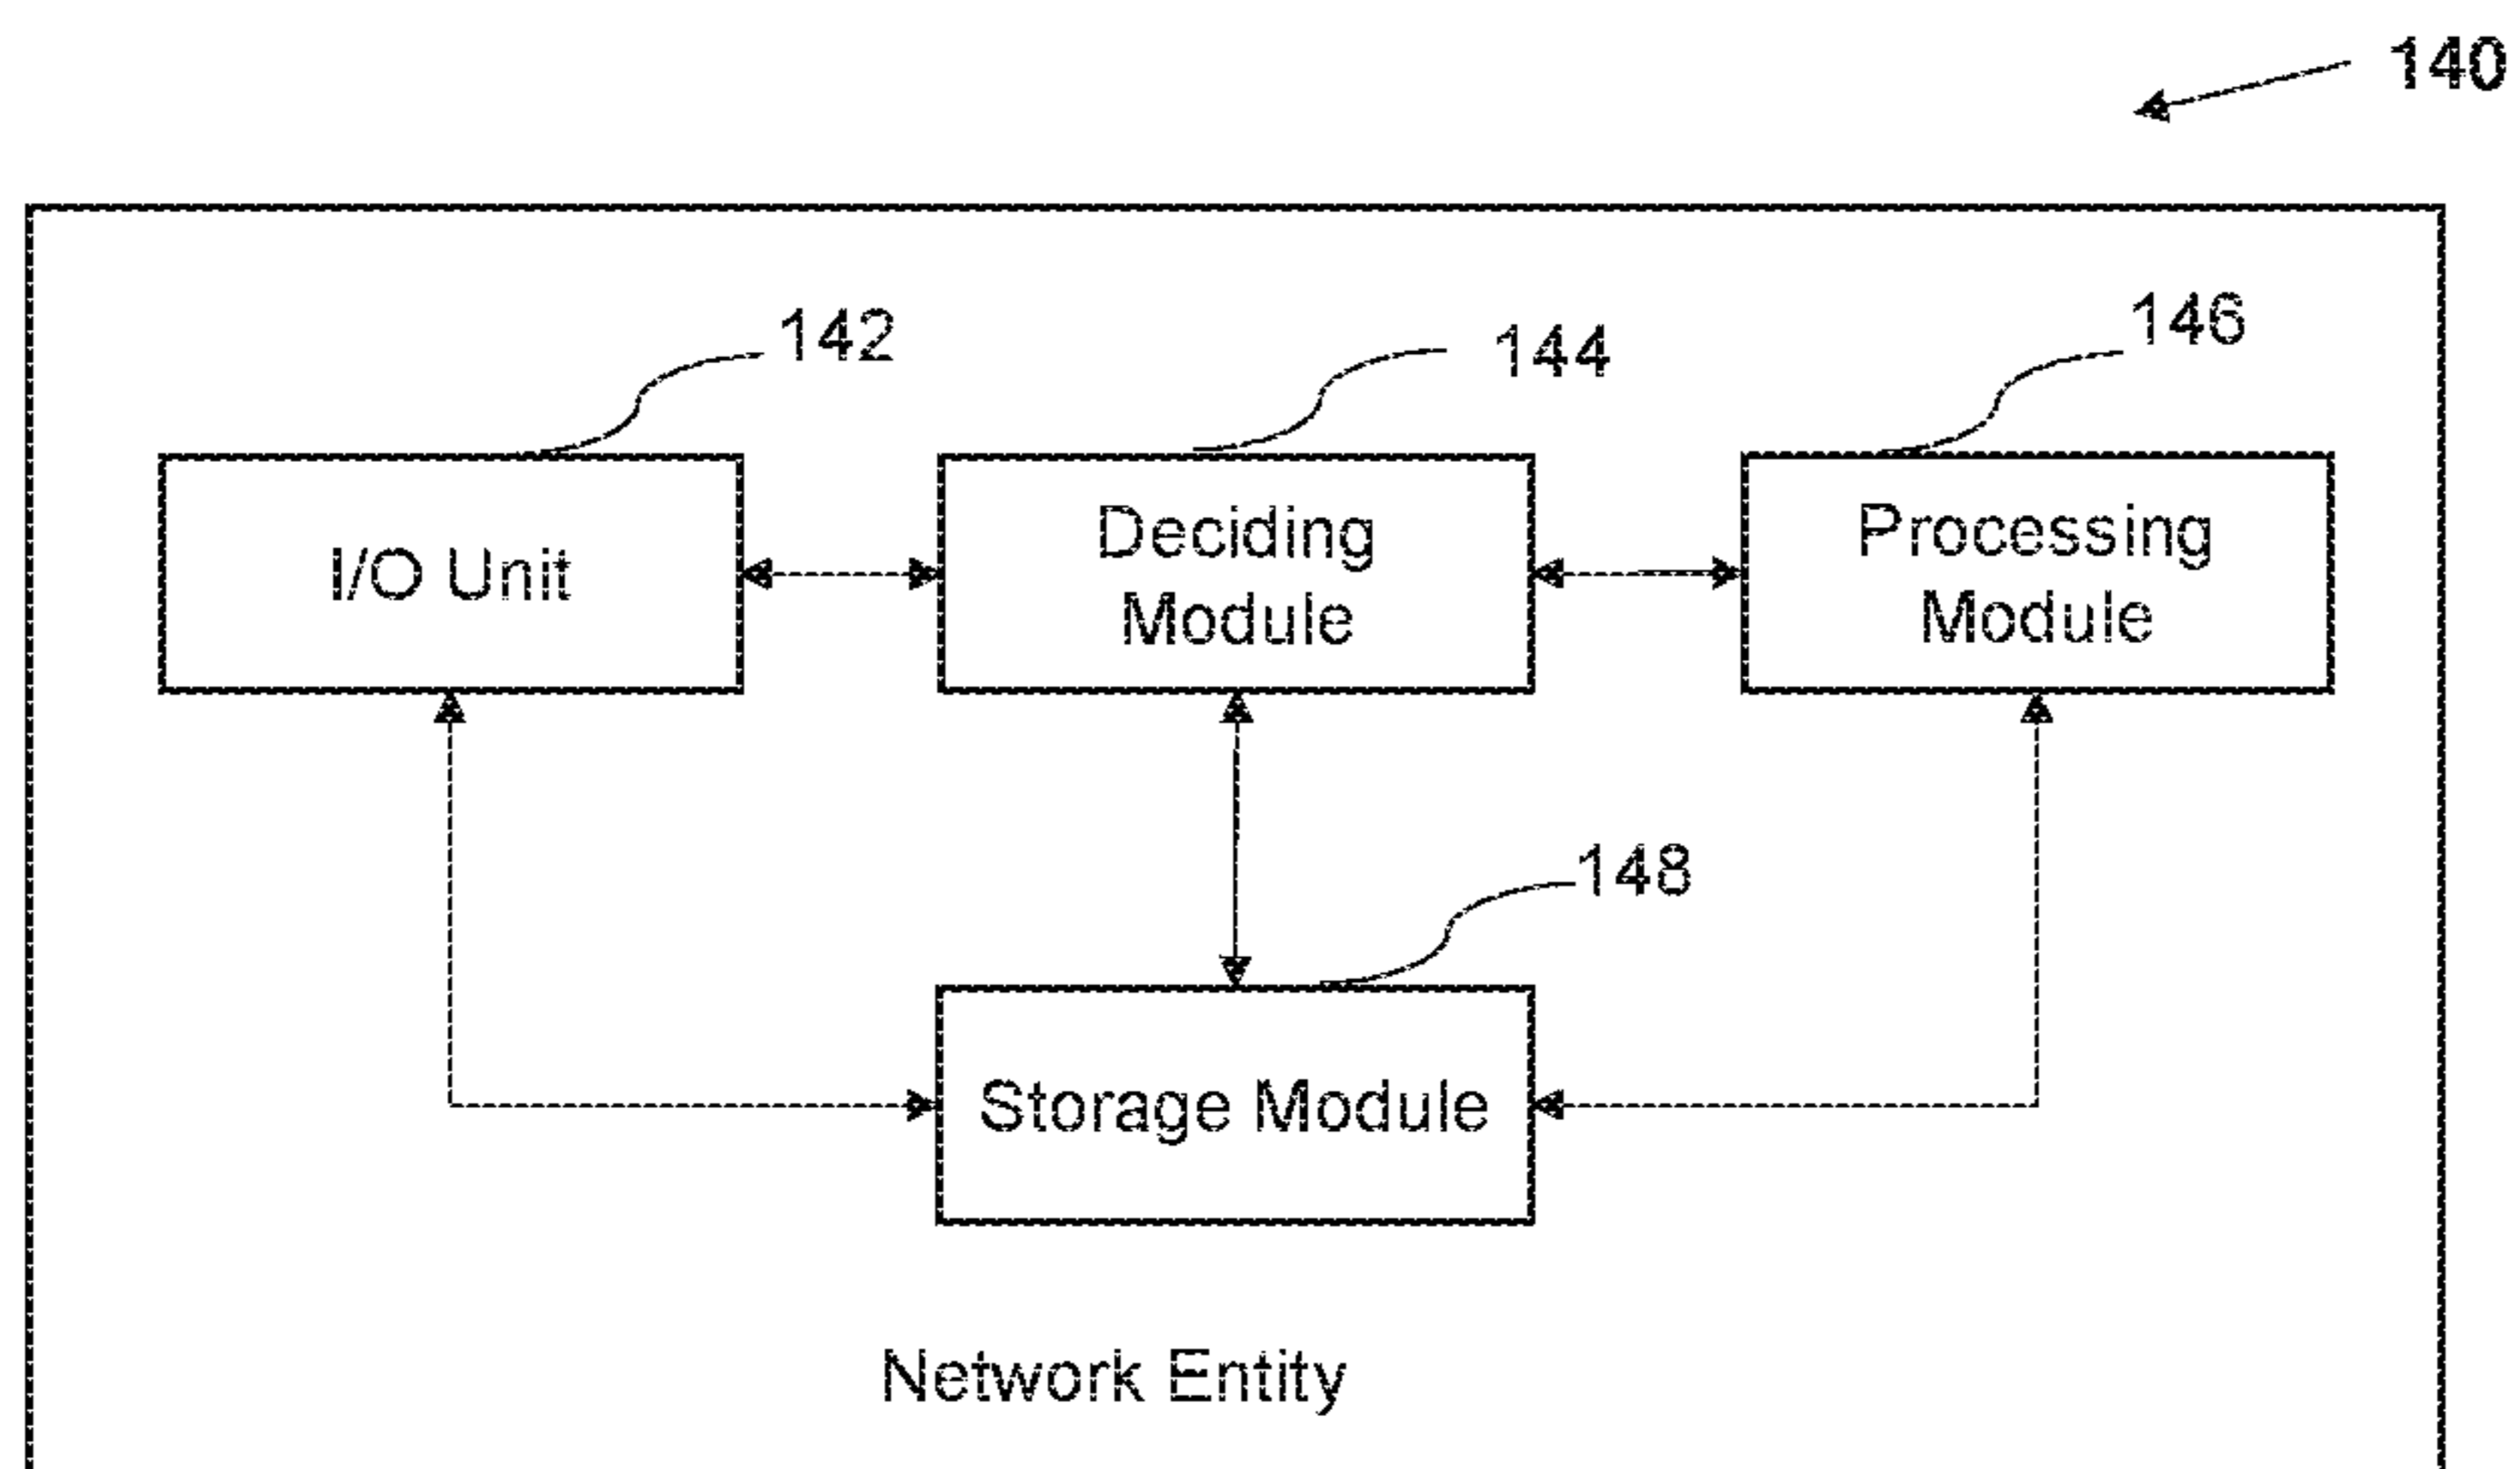 140
142
144
146
I/O Unit
Deciding
Module
Processing
Module
148
Storage Module
Network Entity